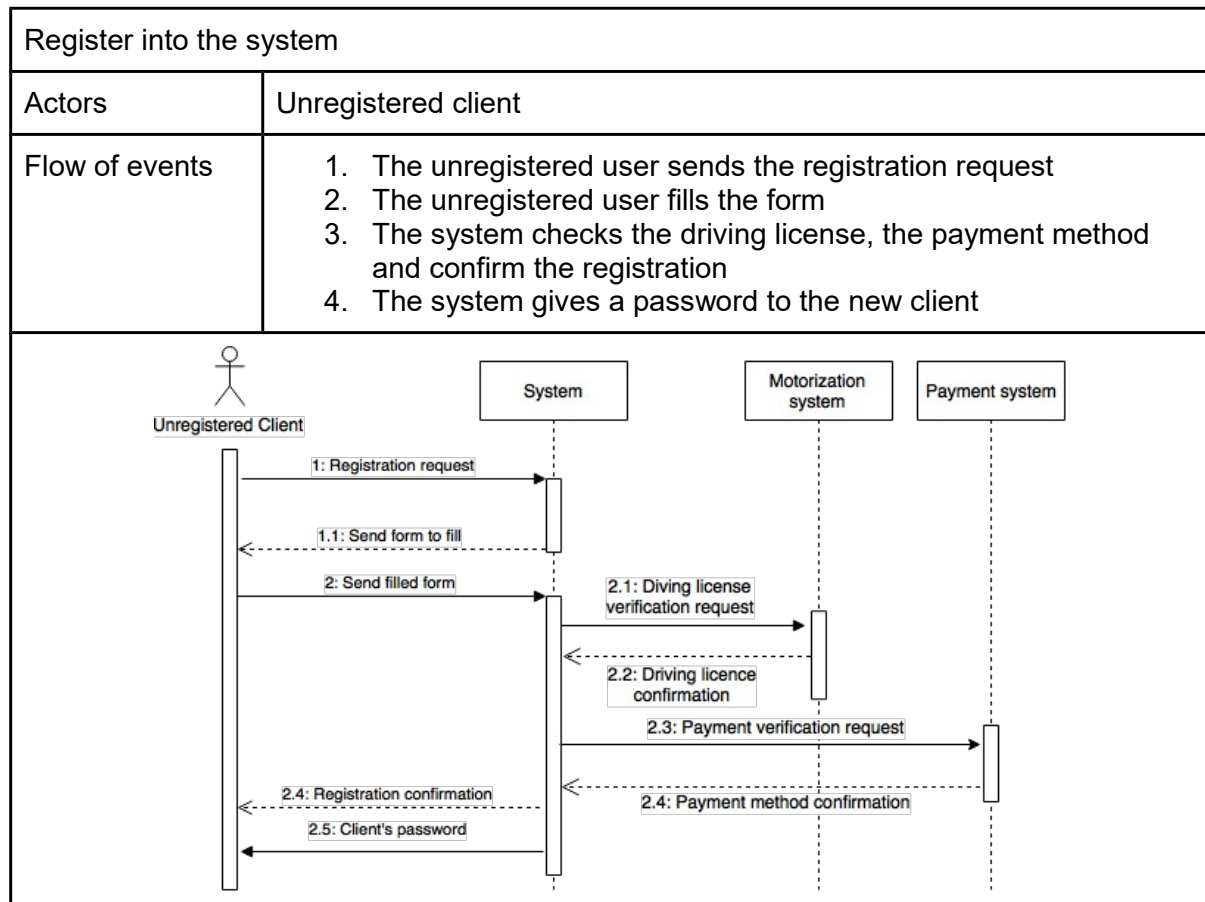 Register into the system
Actors
Unregistered client
Flow of events
1. The unregistered user sends the registration request
2. The unregistered user fills the form
3. The system checks the driving license, the payment method
and confirm the registration
4. The system gives a password to the new client
Unregistered Client
System
Motorization
system
Payment system
1: Registration request
1.1: Send form to fill
2: Send filled form
2.1: Diving license
verification request
2.2: Driving licence
confirmation
2.3: Payment verification request
2.4: Registration confirmation
2.4: Payment method confirmation
2.5: Client's password